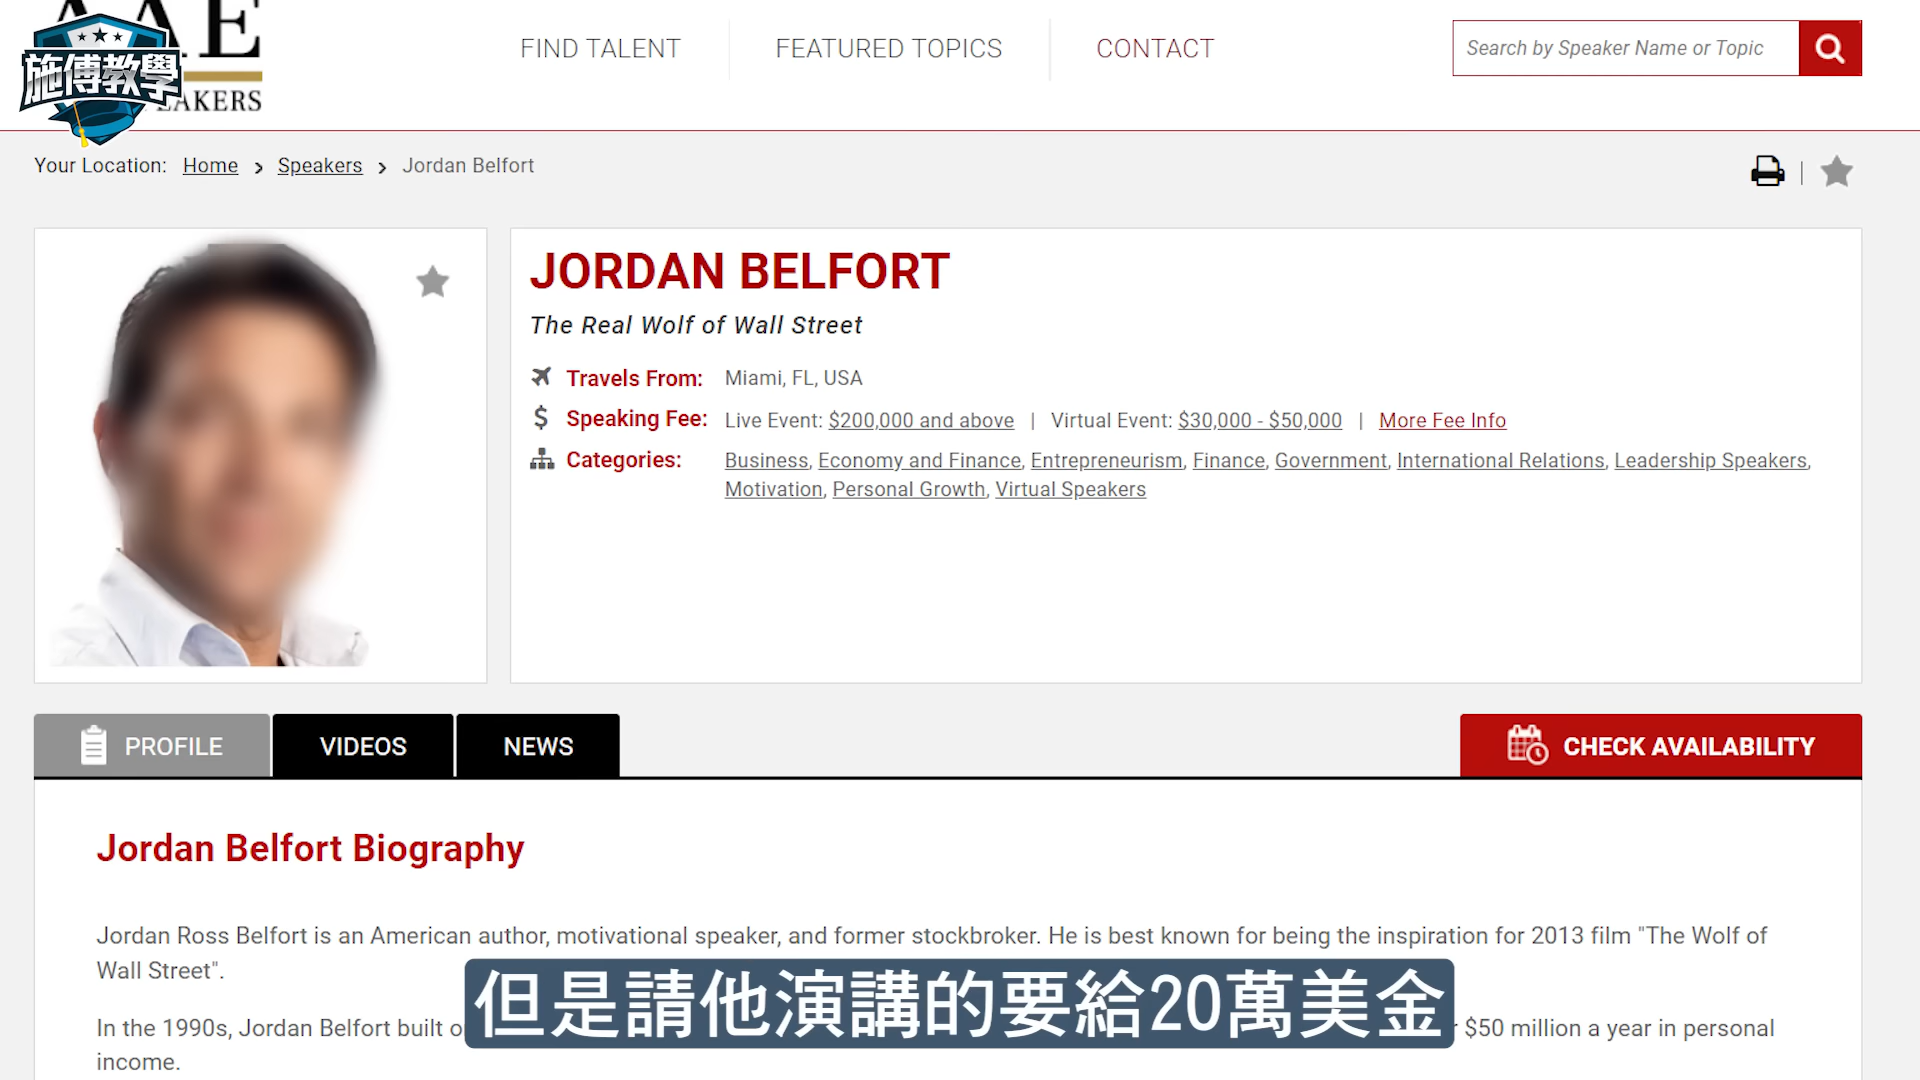 AAE
SPEAKERS
施傅教學
FIND TALENT
FEATURED TOPICS
CONTACT
Search by Speaker Name or Topic
Your Location: Home > Speakers > Jordan Belfort
JORDAN BELFORT
The Real Wolf of Wall Street
Travels From: Miami, FL, USA
Speaking Fee: Live Event: $200,000 and above | Virtual Event: $30,000 - $50,000 | More Fee Info
Categories: Business, Economy and Finance, Entrepreneurism, Finance, Government, International Relations, Leadership Speakers,
Motivation, Personal Growth, Virtual Speakers
PROFILE
VIDEOS
NEWS
CHECK AVAILABILITY
Jordan Belfort Biography
Jordan Ross Belfort is an American author, motivational speaker, and former stockbroker. He is best known for being the inspiration for 2013 film "The Wolf of
Wall Street".
In the 1990s, Jordan Belfort built $50 million a year in personal
income.
但是請他演講的要給20萬美金